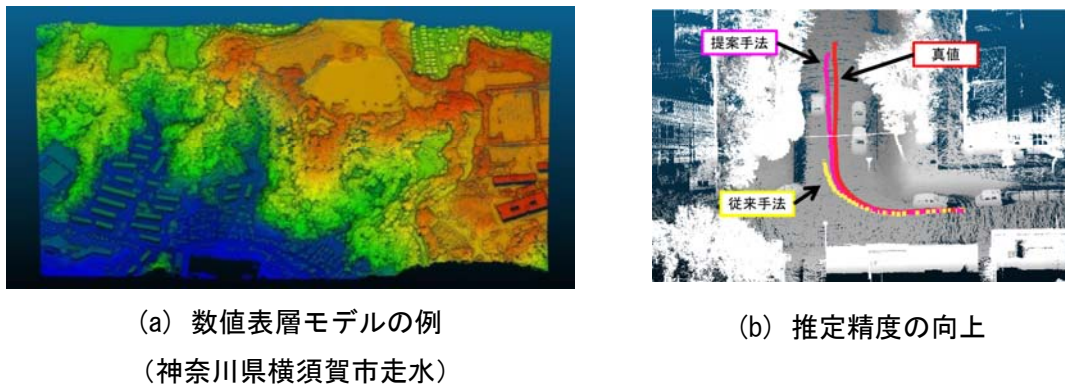 提案手法
真値
従来手法
(a) 数値表層モデルの例
（神奈川県横須賀市走水）
(b) 推定精度の向上